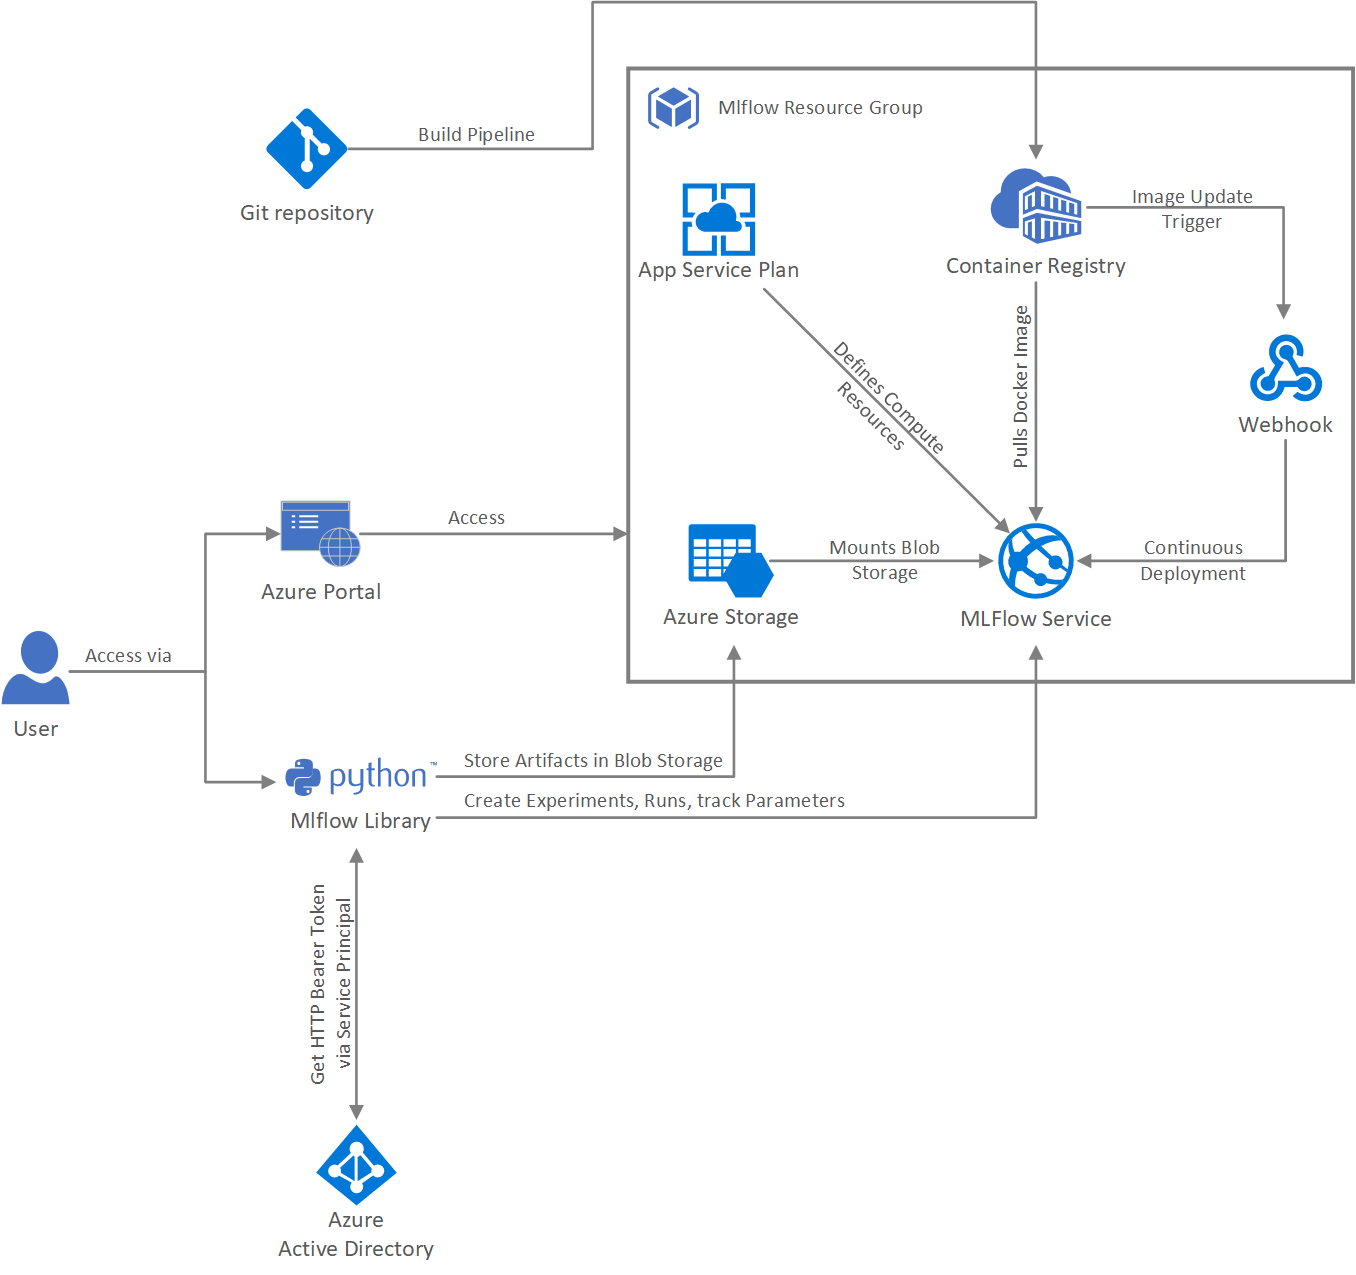 Mlflow Resource Group
Build Pipeline
Git repository
Image Update
Trigger
App Service Plan
Container Registry
Defines Compute
Resources
Pulls Docker Image
Webhook
Access
Azure Portal
Mounts Blob
Storage
Continuous
Deployment
Azure Storage
MLFlow Service
Access via
User
python™
Mlflow Library
Store Artifacts in Blob Storage
Create Experiments, Runs, track Parameters
Get HTTP Bearer Token
via Service Principal
Azure
Active Directory